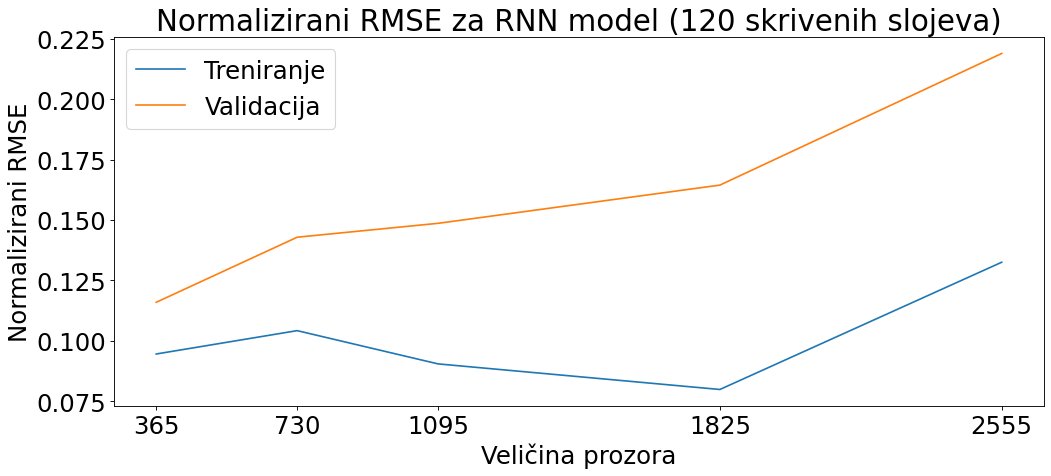 Normalizirani RMSE za RNN model (120 skrivenih slojeva)
Treniranje
Validacija
Normalizirani RMSE
0.225
0.200
0.175
0.150
0.125
0.100
0.075
365 730 1095 1825 2555
Veličina prozora